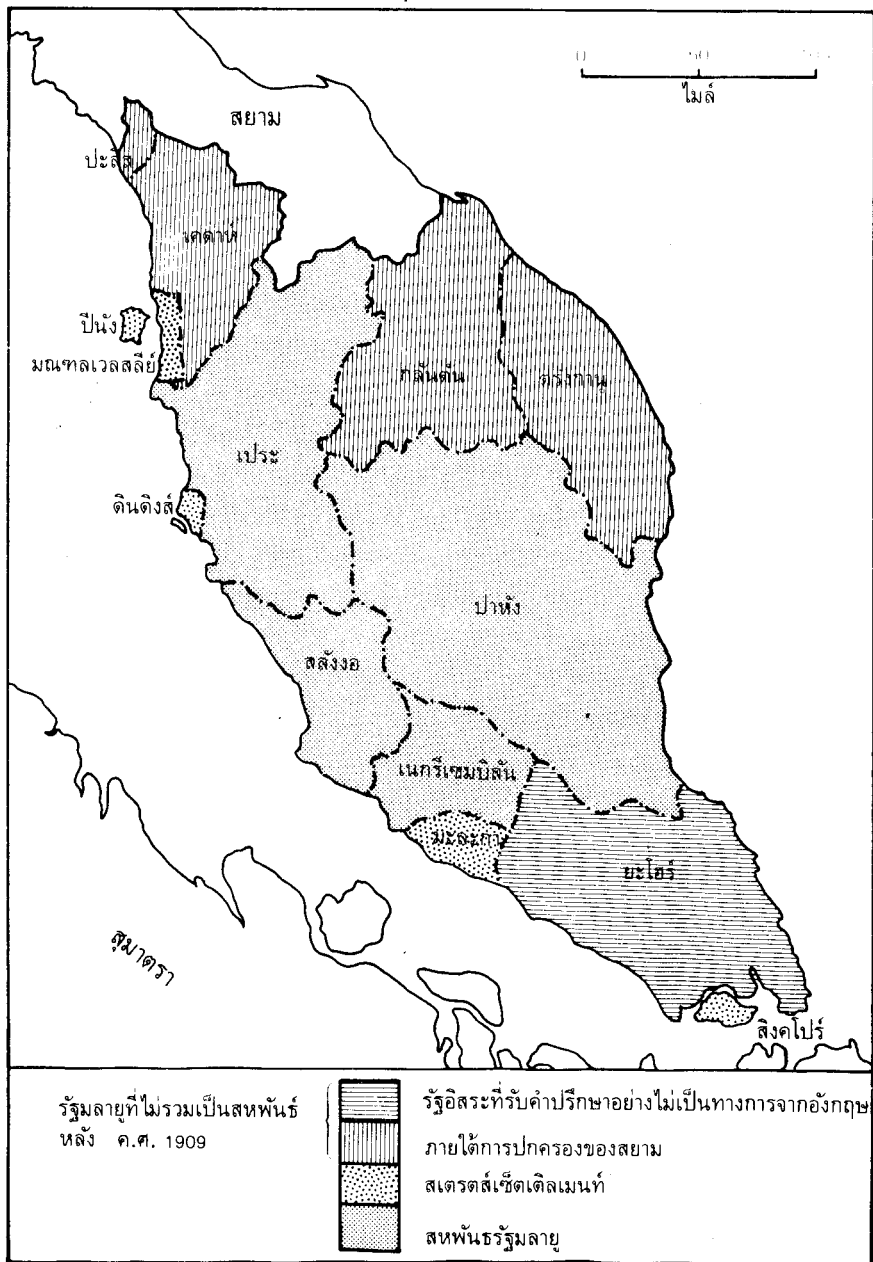 0 50
ไมล์
สยาม
ปะลิส
เคดาห์
ปีนัง
มณฑลเวลสลีย์
กลันตัน
ตรังกานู
เประ
ดินดิงส์
ปาหัง
สลังงอ
เนกรีเซมบิลัน
มะละกา
ยะโฮร์
สุมาตรา
สิงคโปร์
รัฐมลายูที่ไม่รวมเป็นสหพันธ์
หลัง ค.ศ. 1909
รัฐอิสระที่รับคำปรึกษาอย่างไม่เป็นทางการจากอังกฤษ
ภายใต้การปกครองของสยาม
สเตรตส์เซ็ตเติลเมนท์
สหพันธรัฐมลายู